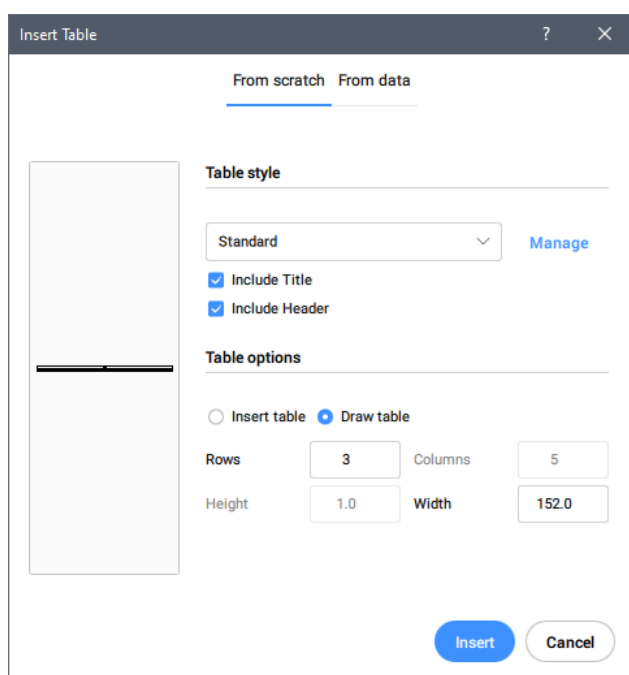 Insert Table ?
From scratch From data
Table style
Standard Manage
Include Title
Include Header
Table options
Insert table Draw table
Rows 3 Columns 5
Height 1.0 Width 152.0
Insert Cancel